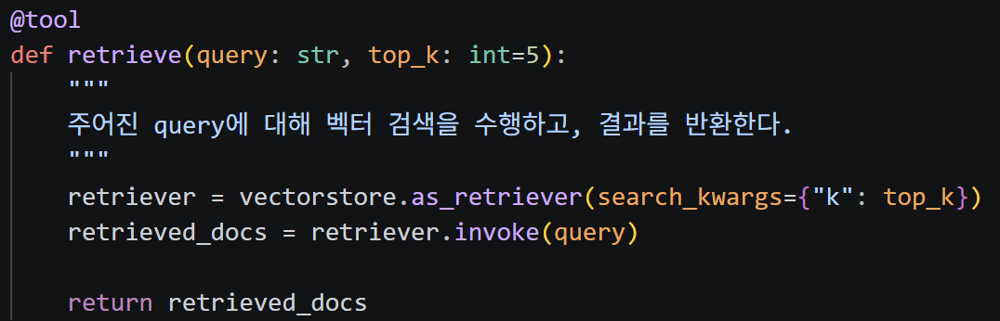 @tool
def retrieve(query: str, top_k: int=5):
    """
    주어진 query에 대해 벡터 검색을 수행하고, 결과를 반환한다.
    """
    retriever = vectorstore.as_retriever(search_kwargs={"k": top_k})
    retrieved_docs = retriever.invoke(query)

    return retrieved_docs